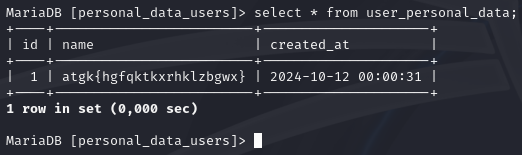 MariaDB [personal_data_users]> select * from user_personal_data;
+----+----------------------+---------------------+
| id | name                 | created_at          |
+----+----------------------+---------------------+
|  1 | atgk{hgfqktkxrhklzbgwx} | 2024-10-12 00:00:31 |
+----+----------------------+---------------------+
1 row in set (0,000 sec)
MariaDB [personal_data_users]>